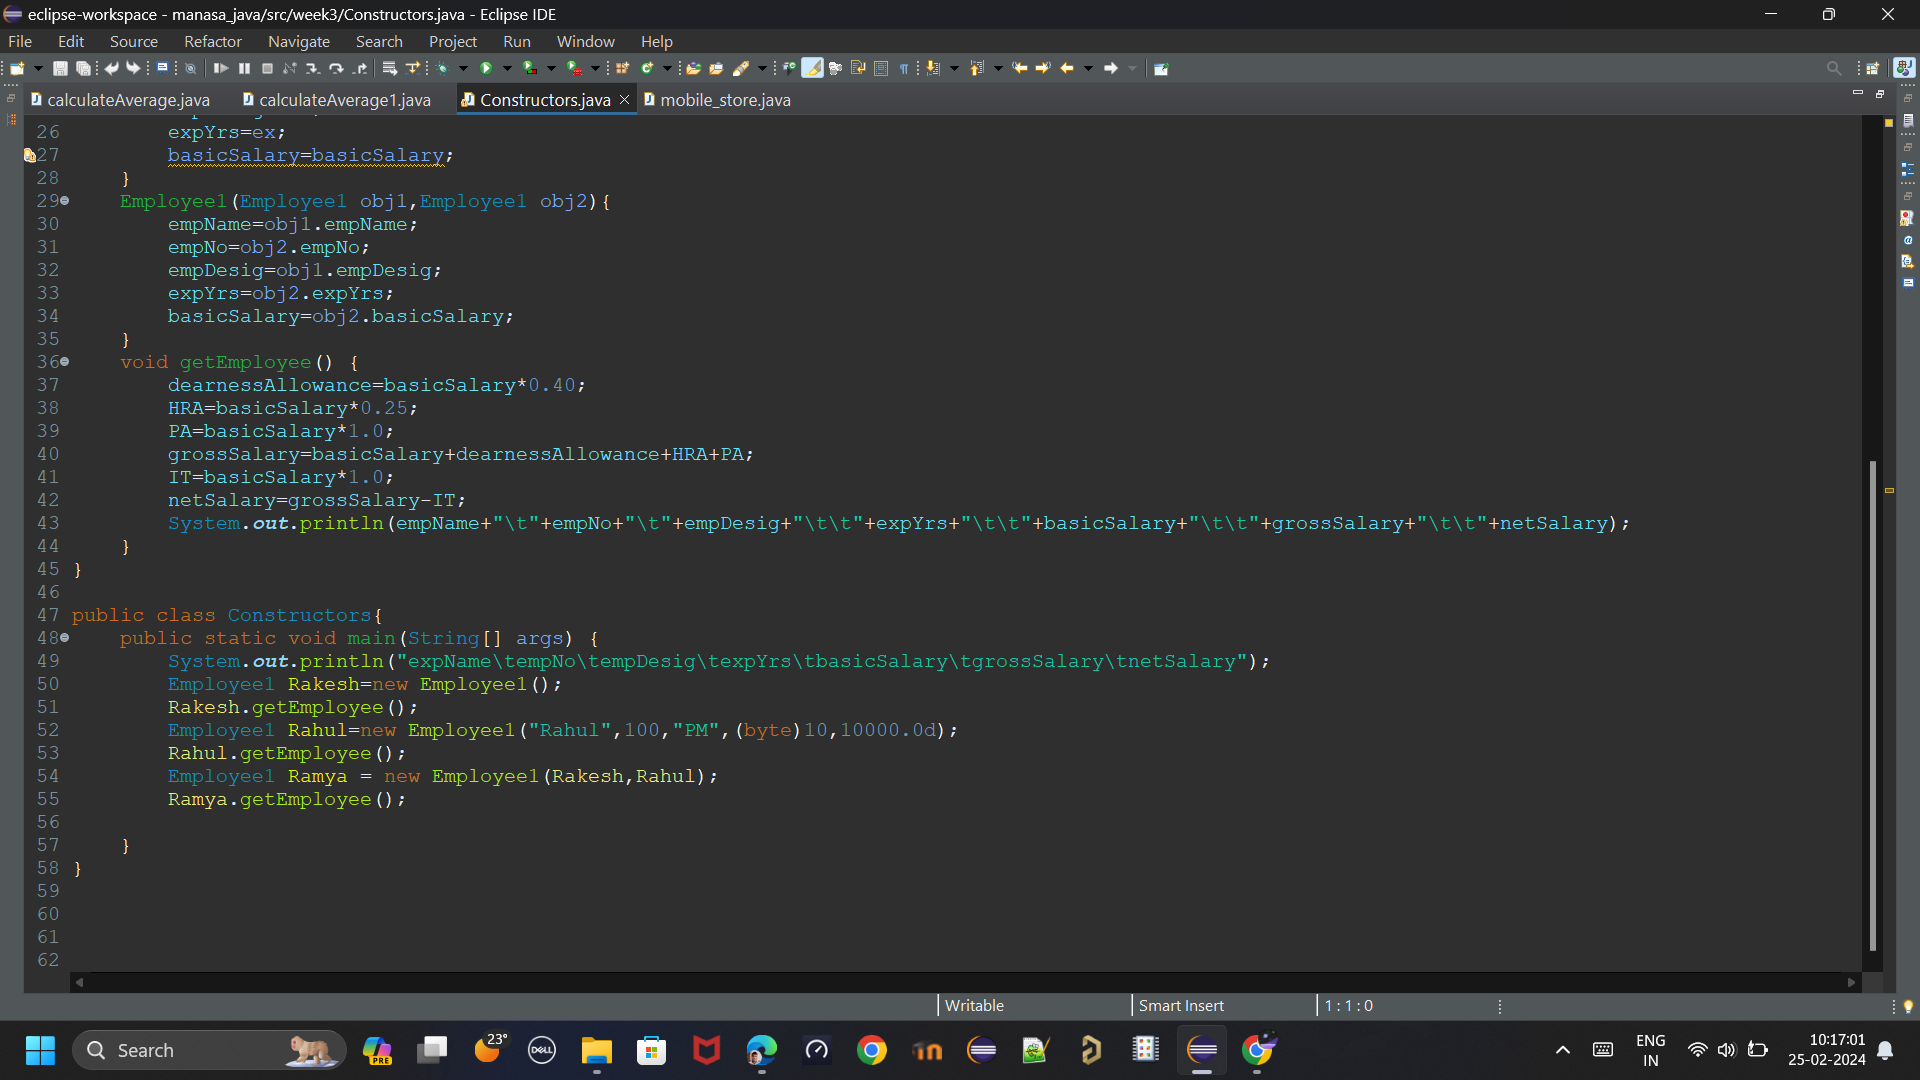 eclipse-workspace - manasa_java/src/week3/Constructors.java - Eclipse IDE
File Edit Source Refactor Navigate Search Project Run Window Help
calculateAverage.java calculateAverage1.java Constructors.java mobile_store.java
26 expYrs=ex;
27 basicSalary=basicSalary;
28 }
29 Employee1(Employee1 obj1,Employee1 obj2){
30 empName=obj1.empName;
31 empNo=obj2.empNo;
32 empDesig=obj1.empDesig;
33 expYrs=obj2.expYrs;
34 basicSalary=obj2.basicSalary;
35 }
36 void getEmployee() {
37 dearnessAllowance=basicSalary*0.40;
38 HRA=basicSalary*0.25;
39 PA=basicSalary*1.0;
40 grossSalary=basicSalary+dearnessAllowance+HRA+PA;
41 IT=basicSalary*1.0;
42 netSalary=grossSalary-IT;
43 System.out.println(empName+"\t"+empNo+"\t"+empDesig+"\t\t"+expYrs+"\t\t"+basicSalary+"\t\t"+grossSalary+"\t\t"+netSalary);
44 }
45 }
46
47 public class Constructors{
48 public static void main(String[] args) {
49 System.out.println("expName\tempNo\tempDesig\texpYrs\tbasicSalary\tgrossSalary\tnetSalary");
50 Employee1 Rakesh=new Employee1();
51 Rakesh.getEmployee();
52 Employee1 Rahul=new Employee1("Rahul",100,"PM",(byte)10,10000.0d);
53 Rahul.getEmployee();
54 Employee1 Ramya = new Employee1(Rakesh,Rahul);
55 Ramya.getEmployee();
56
57 }
58 }
59
60
61
62
Writable Smart Insert 1 : 1 : 0
Search PRE 23° DELL ENG IN 10:17:01
25-02-2024